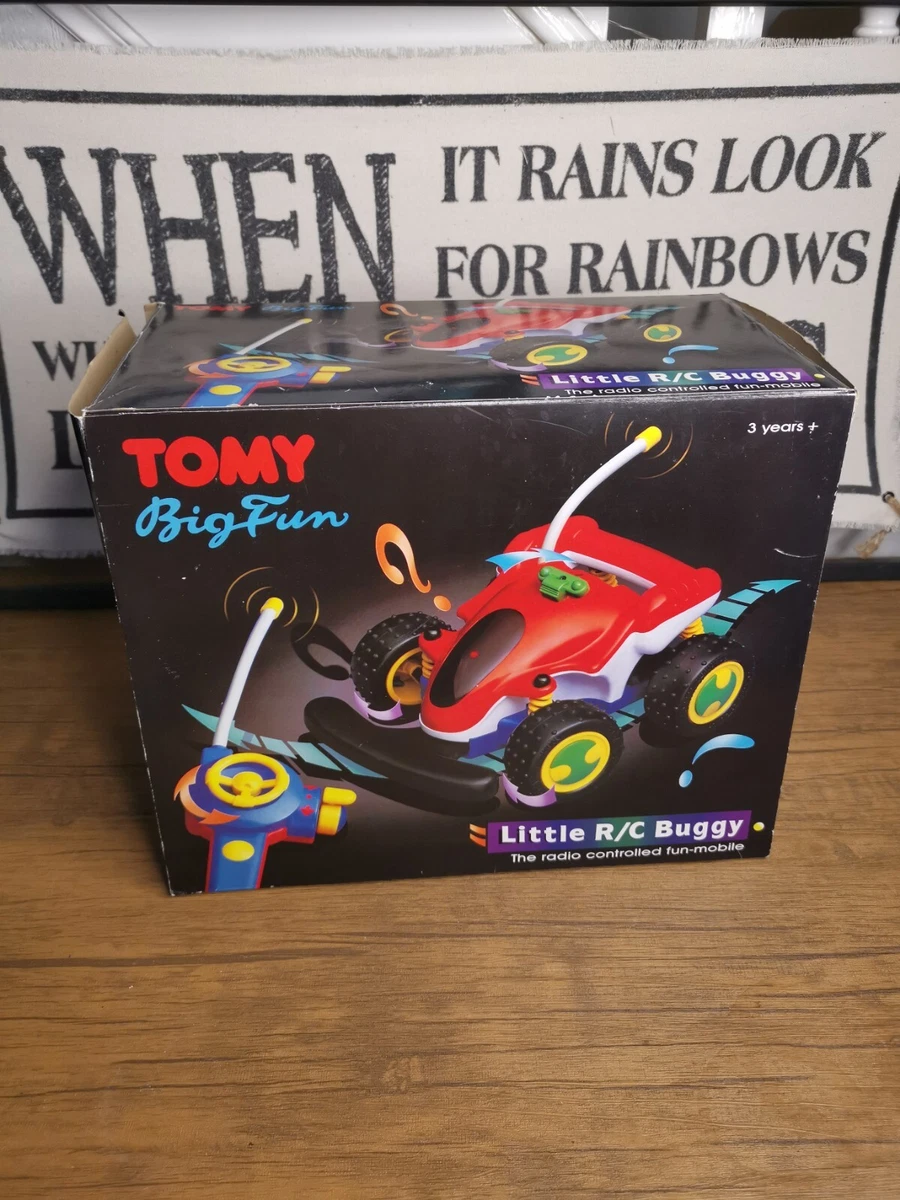 WHEN
IT RAINS LOOK
FOR RAINBOWS
Little R/C Buggy
The radio controlled fun-mobile
3 years +
TOMY
Big Fun
Little R/C Buggy
The radio controlled fun-mobile